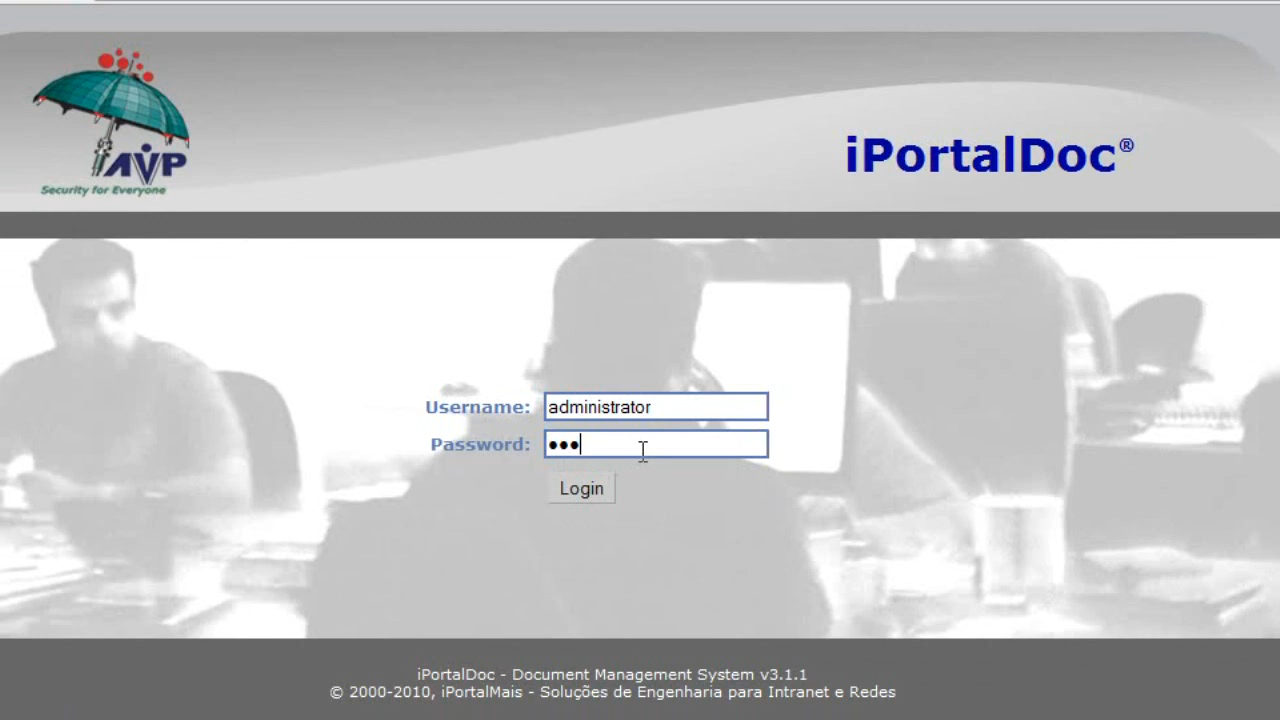 AVP
Security for Everyone
iPortalDoc®
Username: administrator
Password: •••
Login
iPortalDoc - Document Management System v3.1.1
© 2000-2010, iPortalMais - Soluções de Engenharia para Intranet e Redes